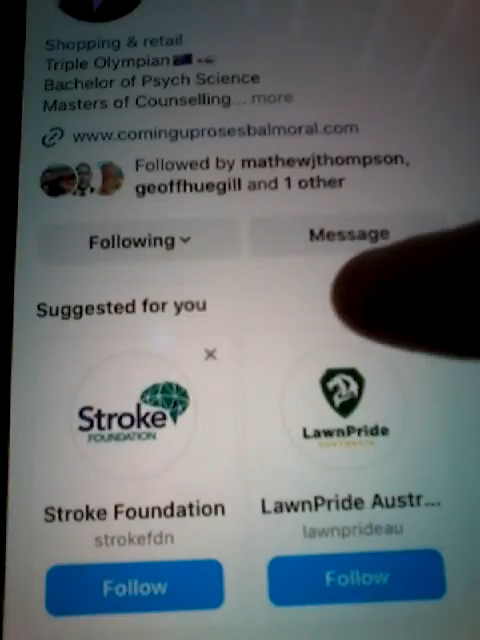 Shopping & retail
Triple Olympian
Bachelor of Psych Science
Masters of Counselling... more
www.cominguprosesbalmoral.com
Followed by mathewjthompson,
geoffhuegill and 1 other
Following
Message
Suggested for you
Stroke
FOUNDATION
LawnPride
Stroke Foundation
LawnPride Austr...
strokefdn
lawnprideau
Follow
Follow